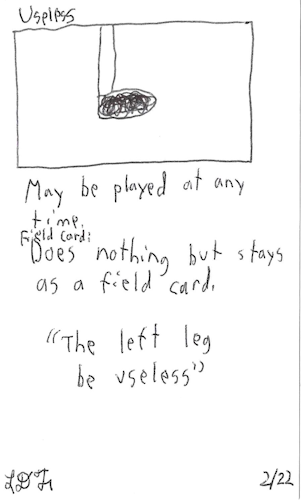 Useless
May be played at any
time.
Field Card:
Does nothing but stays
as a field card.
"The left leg
be useless"
2/22